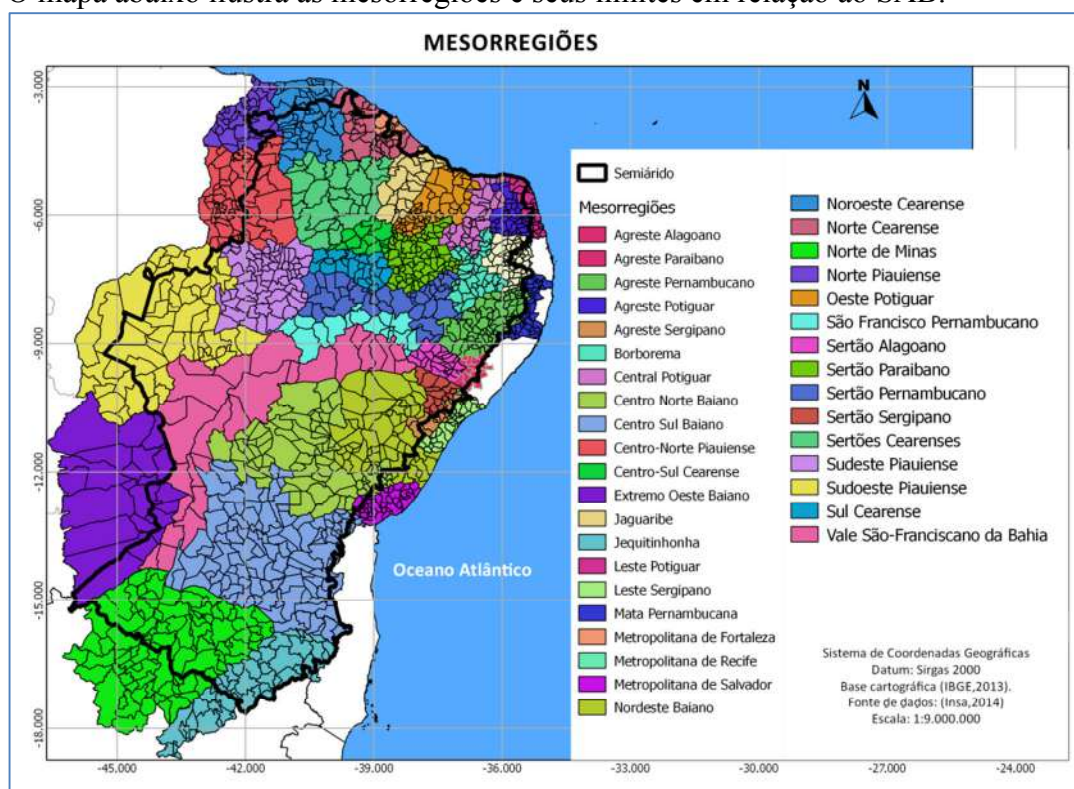 O mapa abaixo ilustra as mesorregiões e seus limites em relação ao SAB.
MESORREGIÕES
-3.000
-6.000
-9.000
-12.000
-15.000
-18.000
N
Oceano Atlântico
-45.000
-42.000
-39.000
-36.000
-33.000
-30.000
-27.000
-24.000
Semiárido
Mesorregiões
Agreste Alagoano
Agreste Paraibano
Agreste Pernambucano
Agreste Potiguar
Agreste Sergipano
Borborema
Central Potiguar
Centro Norte Baiano
Centro Sul Baiano
Centro-Norte Piauiense
Centro-Sul Cearense
Extremo Oeste Baiano
Jaguaribe
Jequitinhonha
Leste Potiguar
Leste Sergipano
Mata Pernambucana
Metropolitana de Fortaleza
Metropolitana de Recife
Metropolitana de Salvador
Nordeste Baiano
Noroeste Cearense
Norte Cearense
Norte de Minas
Norte Piauiense
Oeste Potiguar
São Francisco Pernambucano
Sertão Alagoano
Sertão Paraibano
Sertão Pernambucano
Sertão Sergipano
Sertões Cearenses
Sudeste Piauiense
Sudoeste Piauiense
Sul Cearense
Vale São-Franciscano da Bahia
Sistema de Coordenadas Geográficas
Datum: Sirgas 2000
Base cartográfica (IBGE,2013).
Fonte de dados: (Insa,2014)
Escala: 1:9.000.000